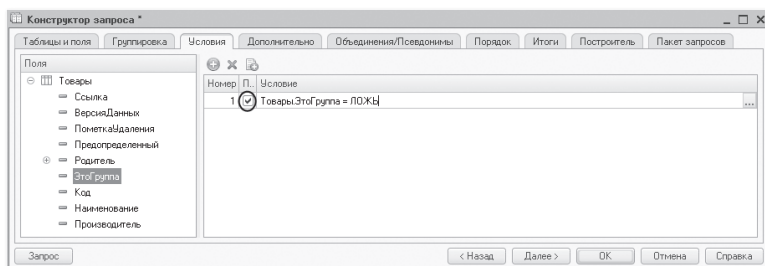 Конструктор запроса *
Таблицы и поля Группировка Условия Дополнительно Объединения/Псевдонимы Порядок Итоги Построитель Пакет запросов
Поля
Номер П.. Условие
Товары
1 Товары.ЭтоГруппа = ЛОЖЬ ...
Ссылка
ВерсияДанных
ПометкаУдаления
Предопределенный
Родитель
ЭтоГруппа
Код
Наименование
Производитель
Запрос < Назад Далее > OK Отмена Справка